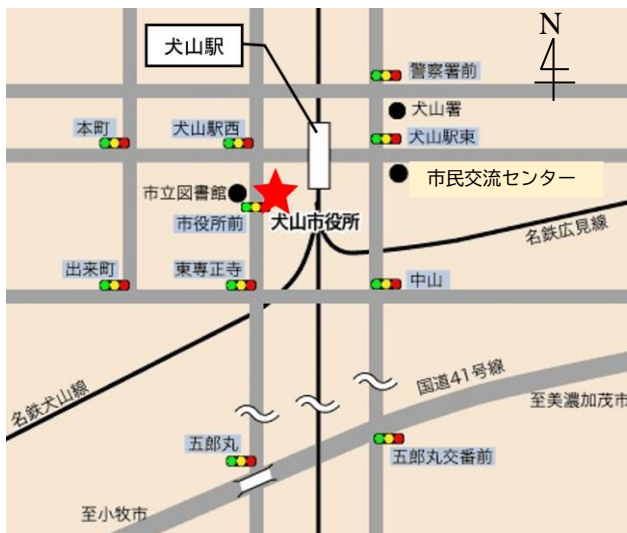 N
犬山駅
警察署前
犬山署
本町
犬山駅西
犬山駅東
市民交流センター
市立図書館
市役所前
犬山市役所
名鉄広見線
出来町
東専正寺
中山
名鉄犬山線
国道41号線
至美濃加茂市
五郎丸
五郎丸交番前
至小牧市